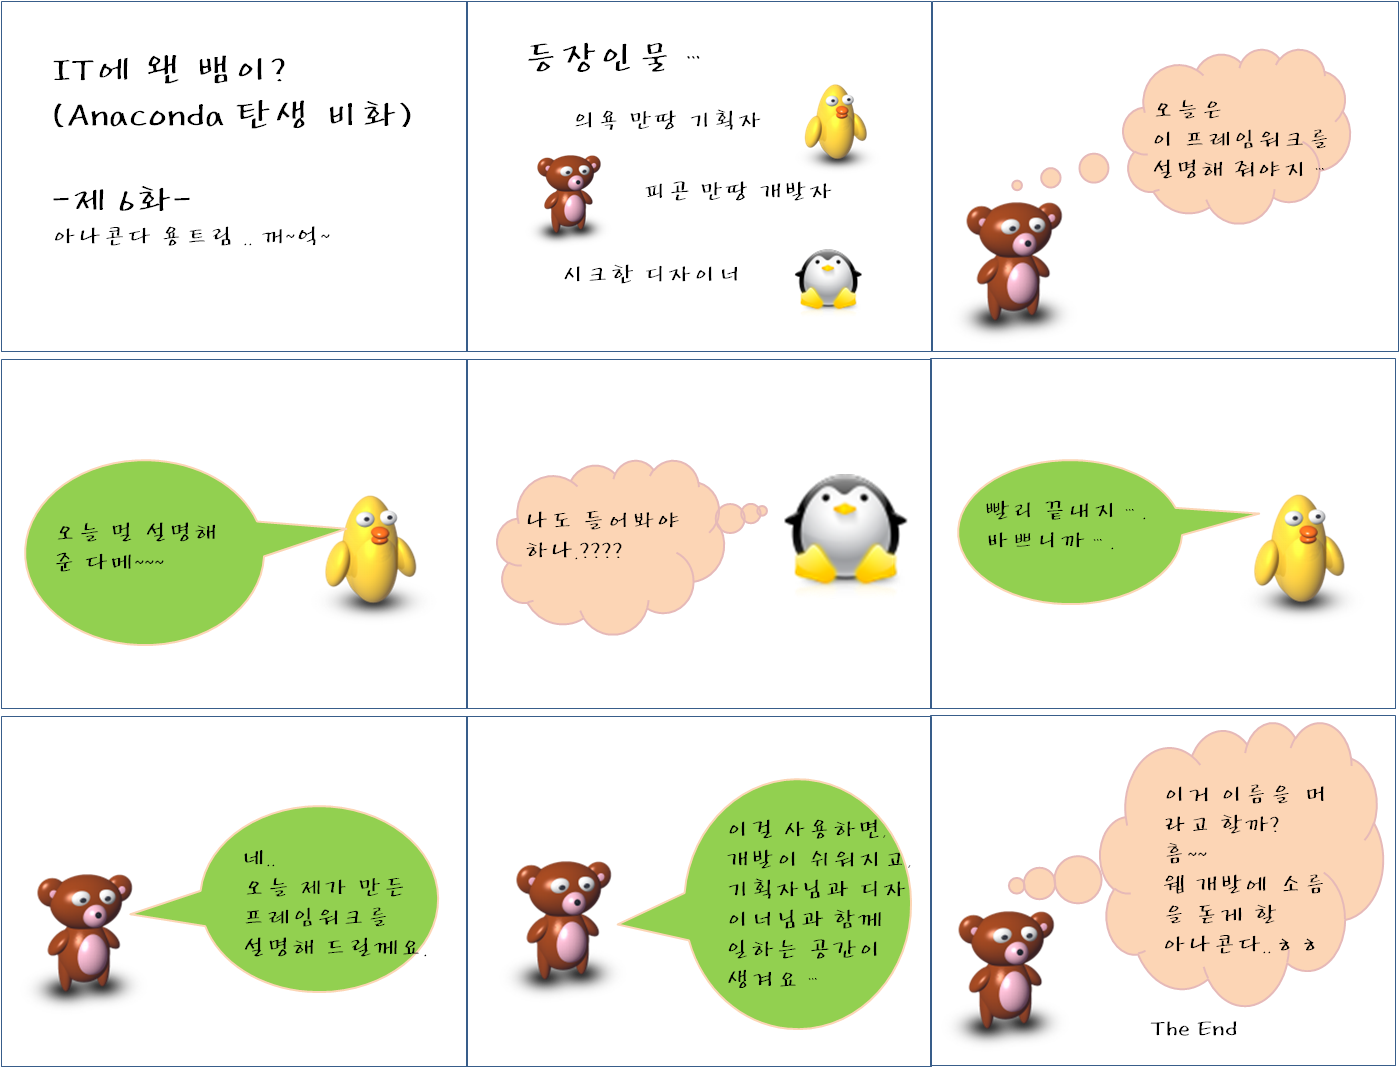 IT에 왠 뱀이?
(Anaconda 탄생 비화)
-제 6화-
아나콘다 용트림 .. 꺼~억~
등장인물 …
의욕 만땅 기획자
피곤 만땅 개발자
시크한 디자이너
오늘은
이 프레임워크를
설명해 줘야지 …
오늘 멀 설명해
준 다메~~~
나도 들어봐야
하나.????
빨리 끝내지 … .
바쁘니까 … .
네..
오늘 제가 만든
프레임워크를
설명해 드릴께요.
이걸 사용하면,
개발이 쉬워지고,
기획자님과 디자
이너님과 함께
일하는 공간이
생겨요 …
이거 이름을 머
라고 할까?
흠~~
웹 개발에 소름
을 돋게 할
아나콘다.. ㅎㅎ
The End